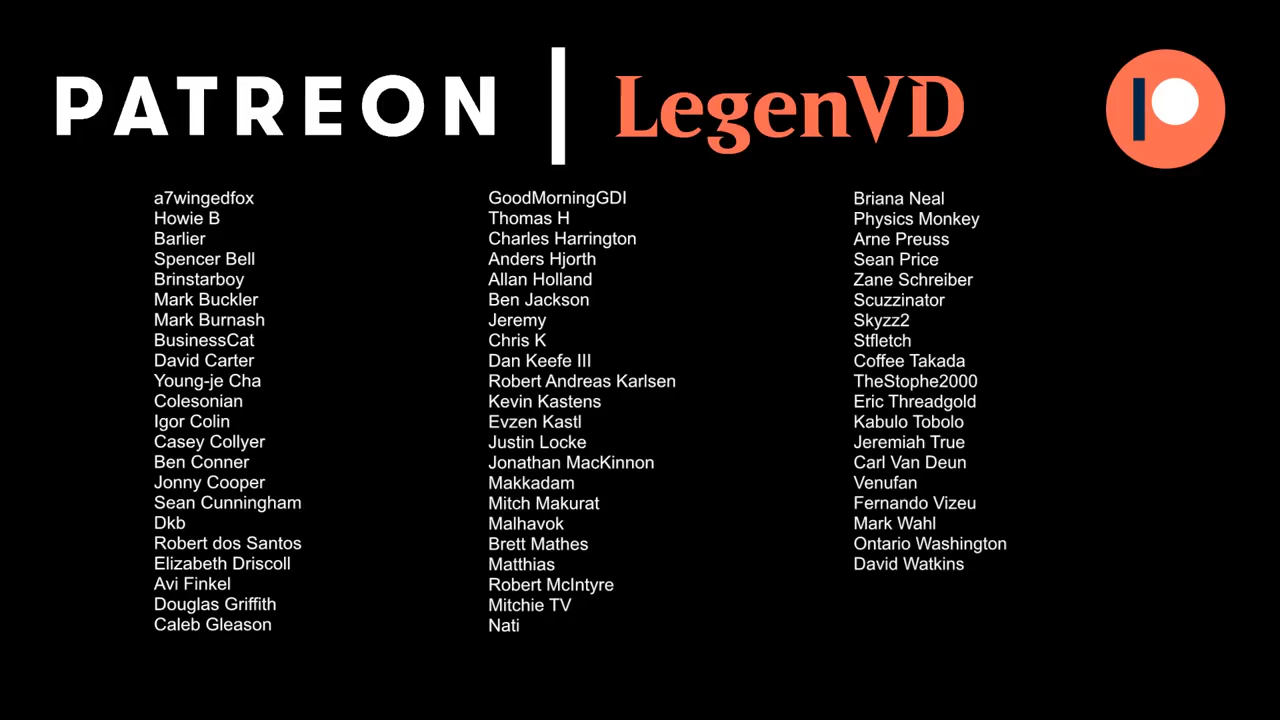 PATREON | LegenVD
a7wingedfox
Howie B
Barlier
Spencer Bell
Brinstarboy
Mark Buckler
Mark Burnash
BusinessCat
David Carter
Young-je Cha
Colesonian
Igor Colin
Casey Collyer
Ben Conner
Jonny Cooper
Sean Cunningham
Dkb
Robert dos Santos
Elizabeth Driscoll
Avi Finkel
Douglas Griffith
Caleb Gleason
GoodMorningGDI
Thomas H
Charles Harrington
Anders Hjorth
Allan Holland
Ben Jackson
Jeremy
Chris K
Dan Keefe III
Robert Andreas Karlsen
Kevin Kastens
Evzen Kastl
Justin Locke
Jonathan MacKinnon
Makkadam
Mitch Makurat
Malhavok
Brett Mathes
Matthias
Robert McIntyre
Mitchie TV
Nati
Briana Neal
Physics Monkey
Arne Preuss
Sean Price
Zane Schreiber
Scuzzinator
Skyzz2
Stfletch
Coffee Takada
TheStophe2000
Eric Threadgold
Kabulo Tobolo
Jeremiah True
Carl Van Deun
Venufan
Fernando Vizeu
Mark Wahl
Ontario Washington
David Watkins